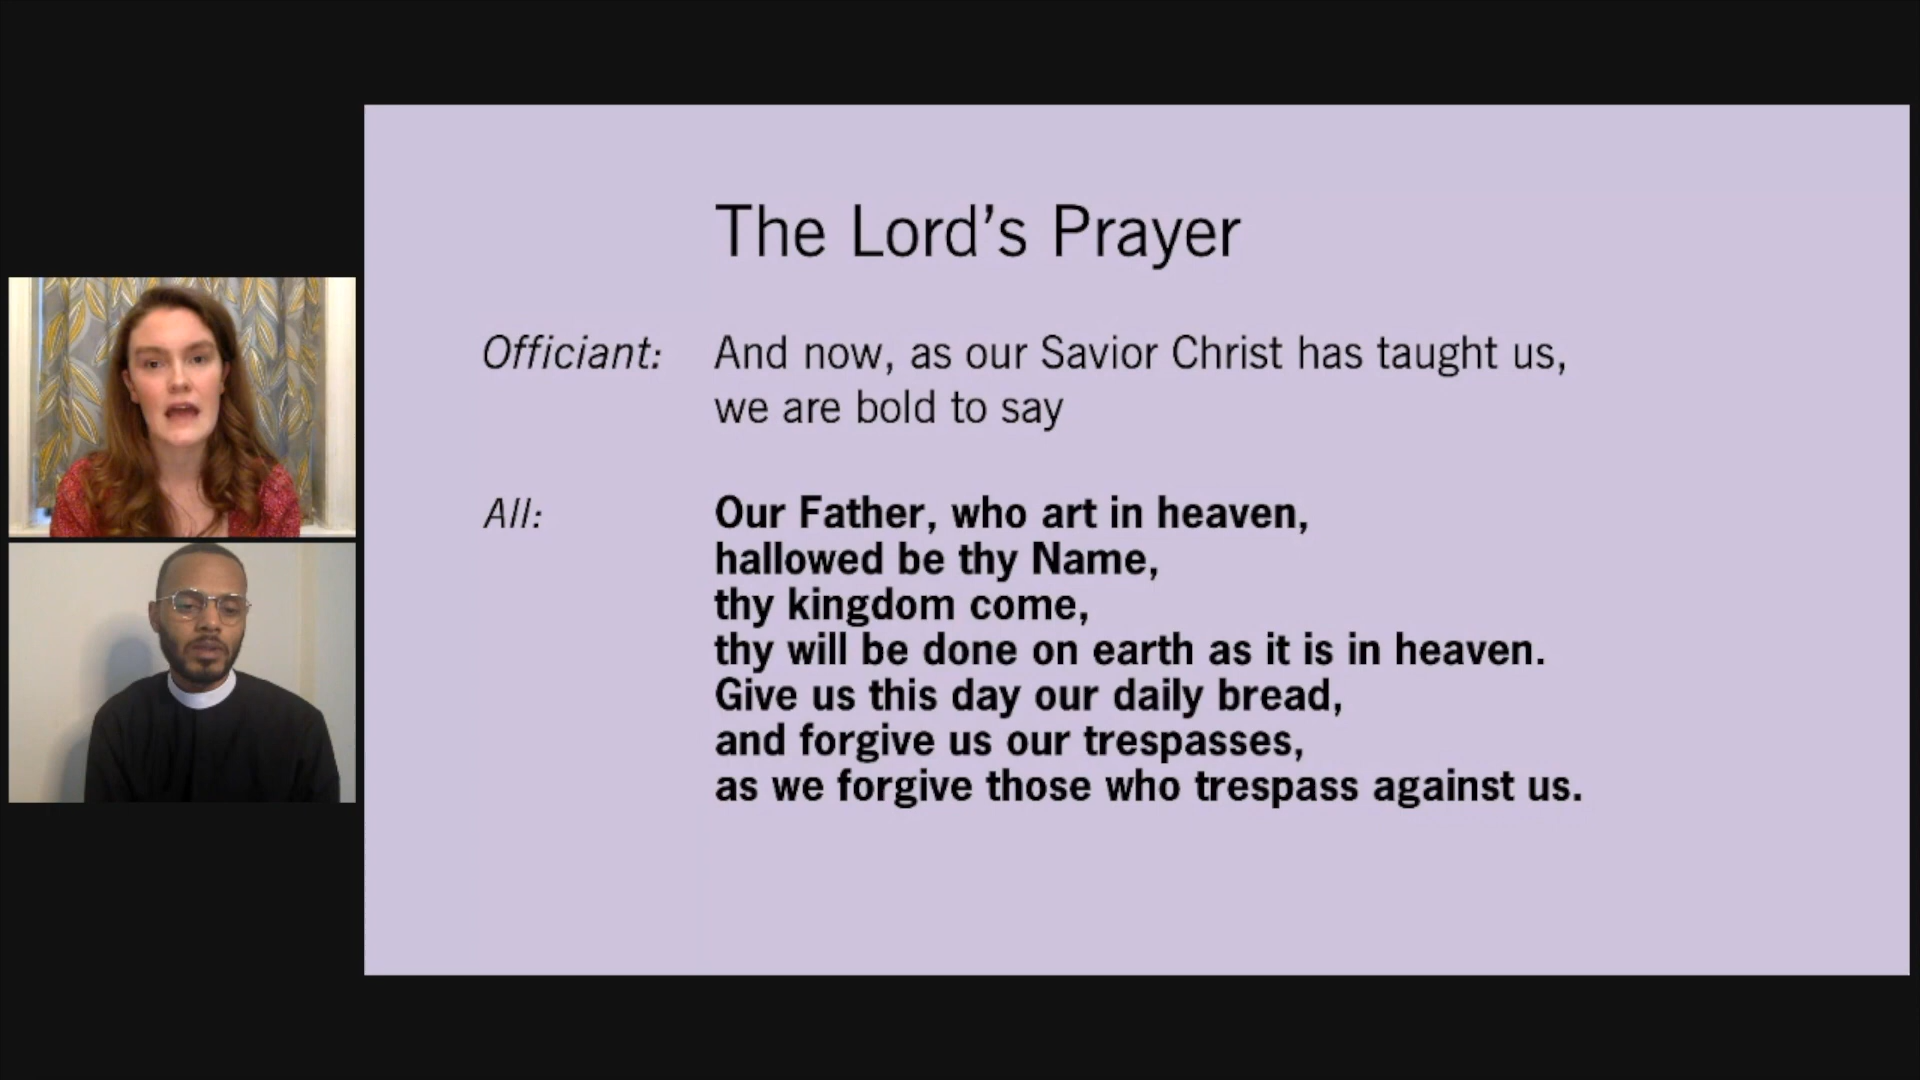 The Lord’s Prayer
Officiant: And now, as our Savior Christ has taught us,
we are bold to say
All: Our Father, who art in heaven,
hallowed be thy Name,
thy kingdom come,
thy will be done on earth as it is in heaven.
Give us this day our daily bread,
and forgive us our trespasses,
as we forgive those who trespass against us.